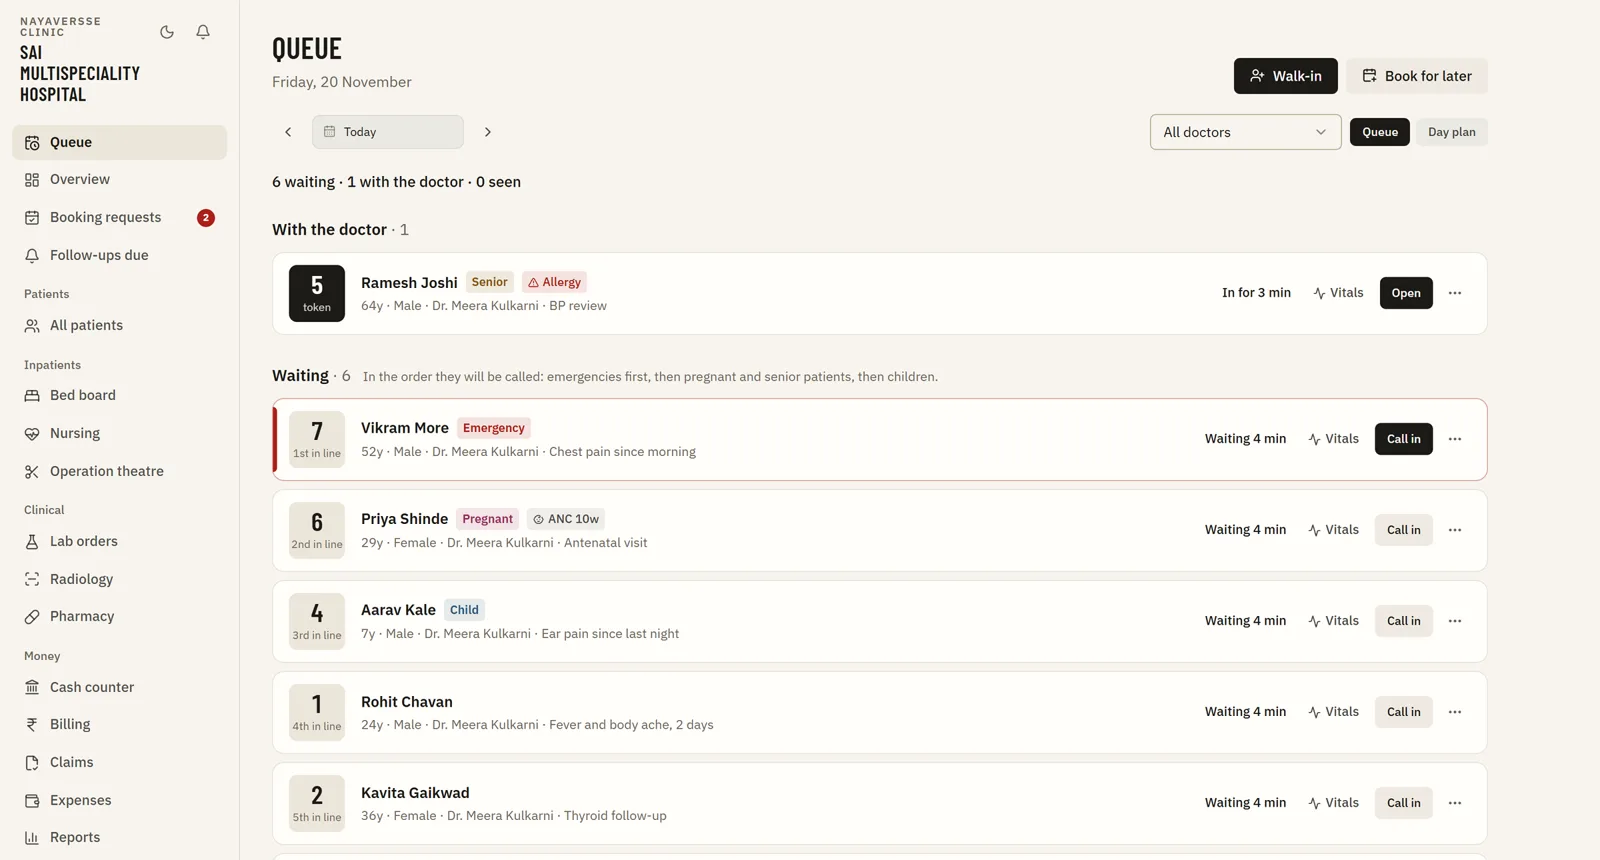 NAYAVERSSE
CLINIC
SAI
MULTISPECIALITY
HOSPITAL
Queue
Overview
Booking requests 2
Follow-ups due
Patients
All patients
Inpatients
Bed board
Nursing
Operation theatre
Clinical
Lab orders
Radiology
Pharmacy
Money
Cash counter
Billing
Claims
Expenses
Reports
QUEUE
Friday, 20 November
Walk-in Book for later
Today
All doctors Queue Day plan
6 waiting · 1 with the doctor · 0 seen
With the doctor · 1
5
token
Ramesh Joshi Senior Allergy
64y · Male · Dr. Meera Kulkarni · BP review
In for 3 min Vitals Open
Waiting · 6 In the order they will be called: emergencies first, then pregnant and senior patients, then children.
7
1st in line
Vikram More Emergency
52y · Male · Dr. Meera Kulkarni · Chest pain since morning
Waiting 4 min Vitals Call in
6
2nd in line
Priya Shinde Pregnant ANC 10w
29y · Female · Dr. Meera Kulkarni · Antenatal visit
Waiting 4 min Vitals Call in
4
3rd in line
Aarav Kale Child
7y · Male · Dr. Meera Kulkarni · Ear pain since last night
Waiting 4 min Vitals Call in
1
4th in line
Rohit Chavan
24y · Male · Dr. Meera Kulkarni · Fever and body ache, 2 days
Waiting 4 min Vitals Call in
2
5th in line
Kavita Gaikwad
36y · Female · Dr. Meera Kulkarni · Thyroid follow-up
Waiting 4 min Vitals Call in